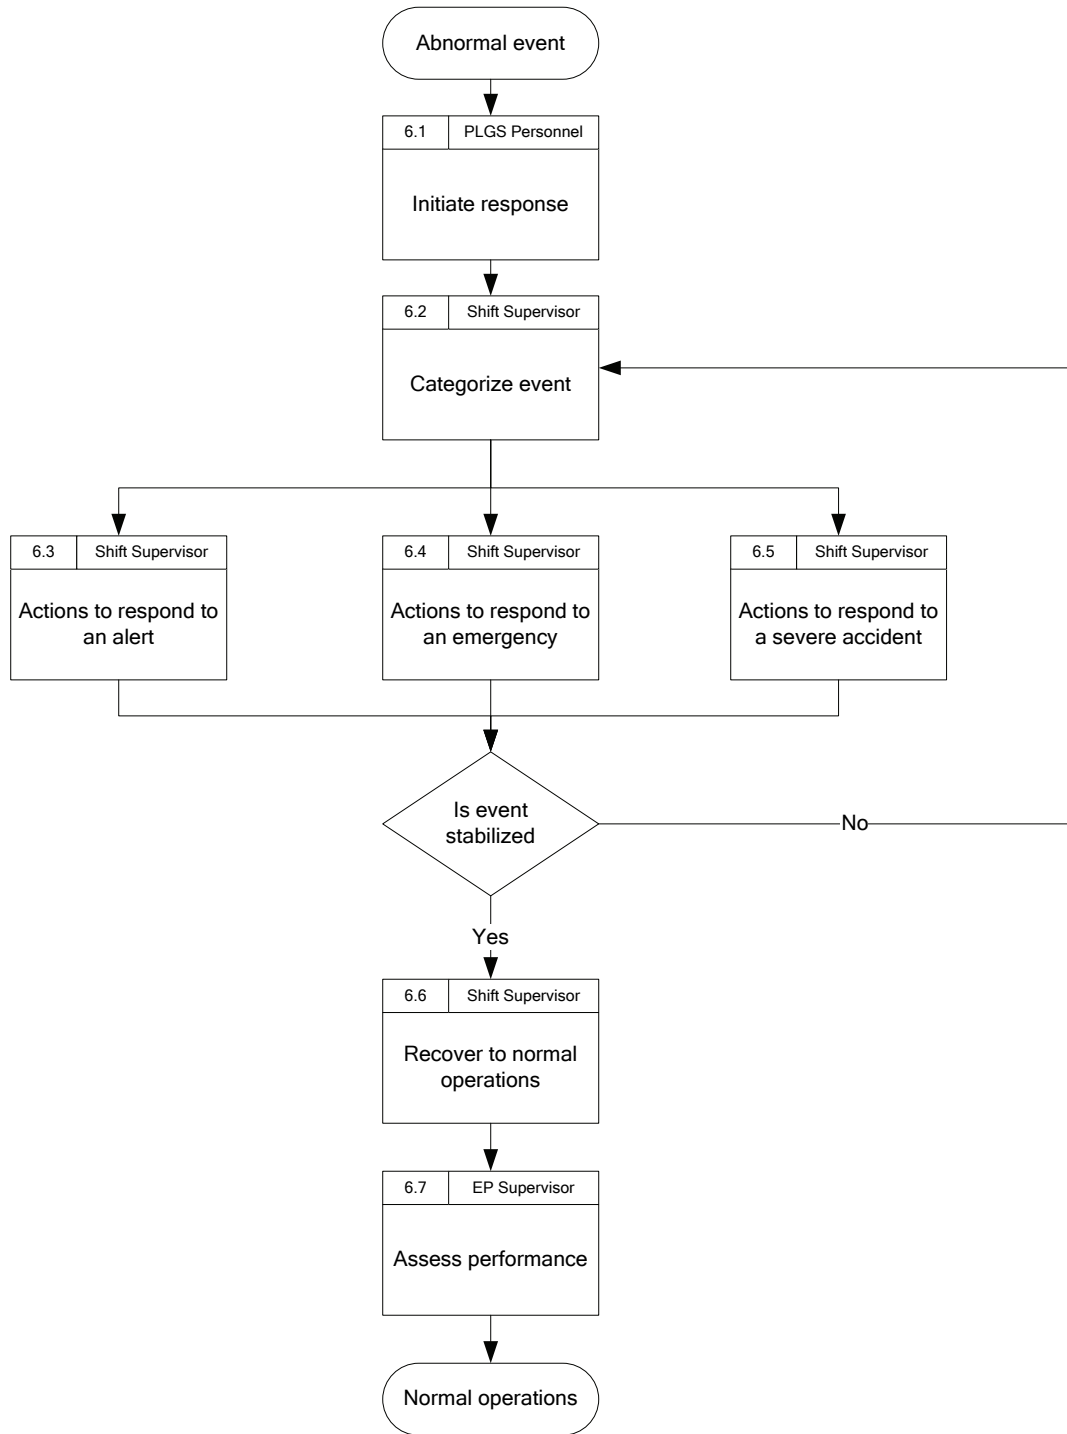 Abnormal event
6.1 PLGS Personnel
Initiate response
6.2 Shift Supervisor
Categorize event
6.3 Shift Supervisor
Actions to respond to
an alert
6.4 Shift Supervisor
Actions to respond to
an emergency
6.5 Shift Supervisor
Actions to respond to
a severe accident
Is event
stabilized
No
Yes
6.6 Shift Supervisor
Recover to normal
operations
6.7 EP Supervisor
Assess performance
Normal operations